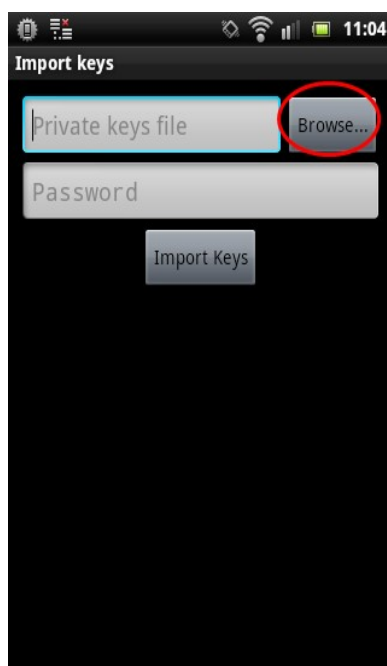 11:04
Import keys
Private keys file
Browse...
Password
Import Keys